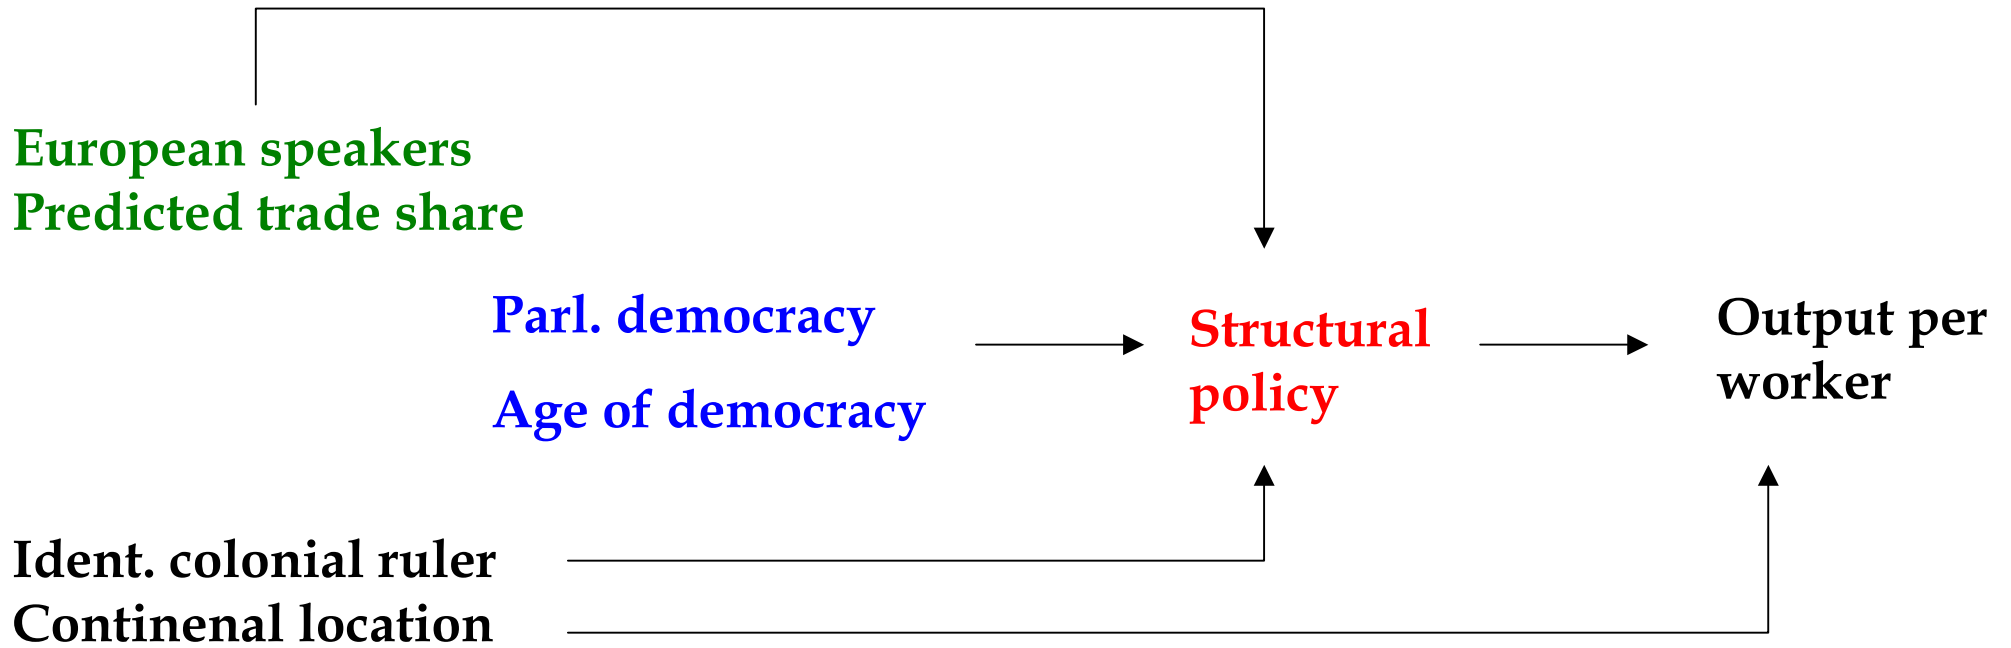 European speakers
Predicted trade share
Parl. democracy
Age of democracy
Structural
policy
Output per
worker
Ident. colonial ruler
Continenal location